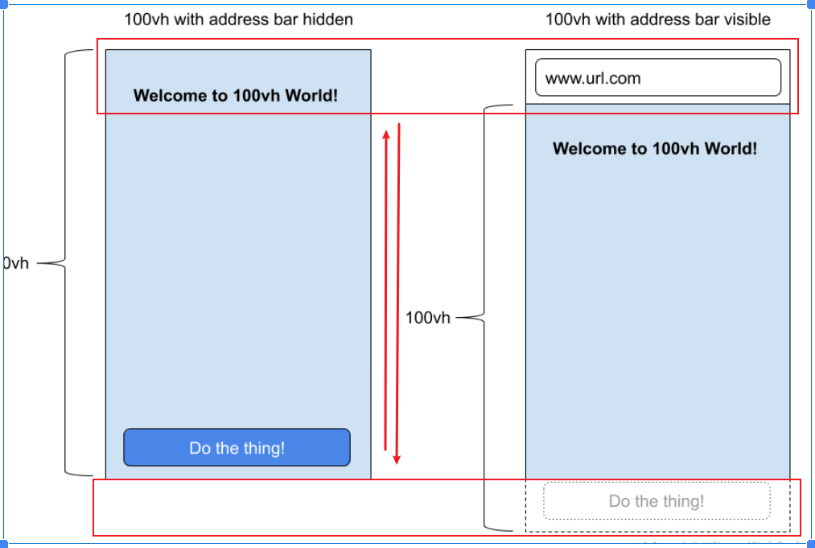 100vh with address bar hidden
100vh with address bar visible
www.url.com
Welcome to 100vh World!
Welcome to 100vh World!
0vh
100vh
Do the thing!
Do the thing!